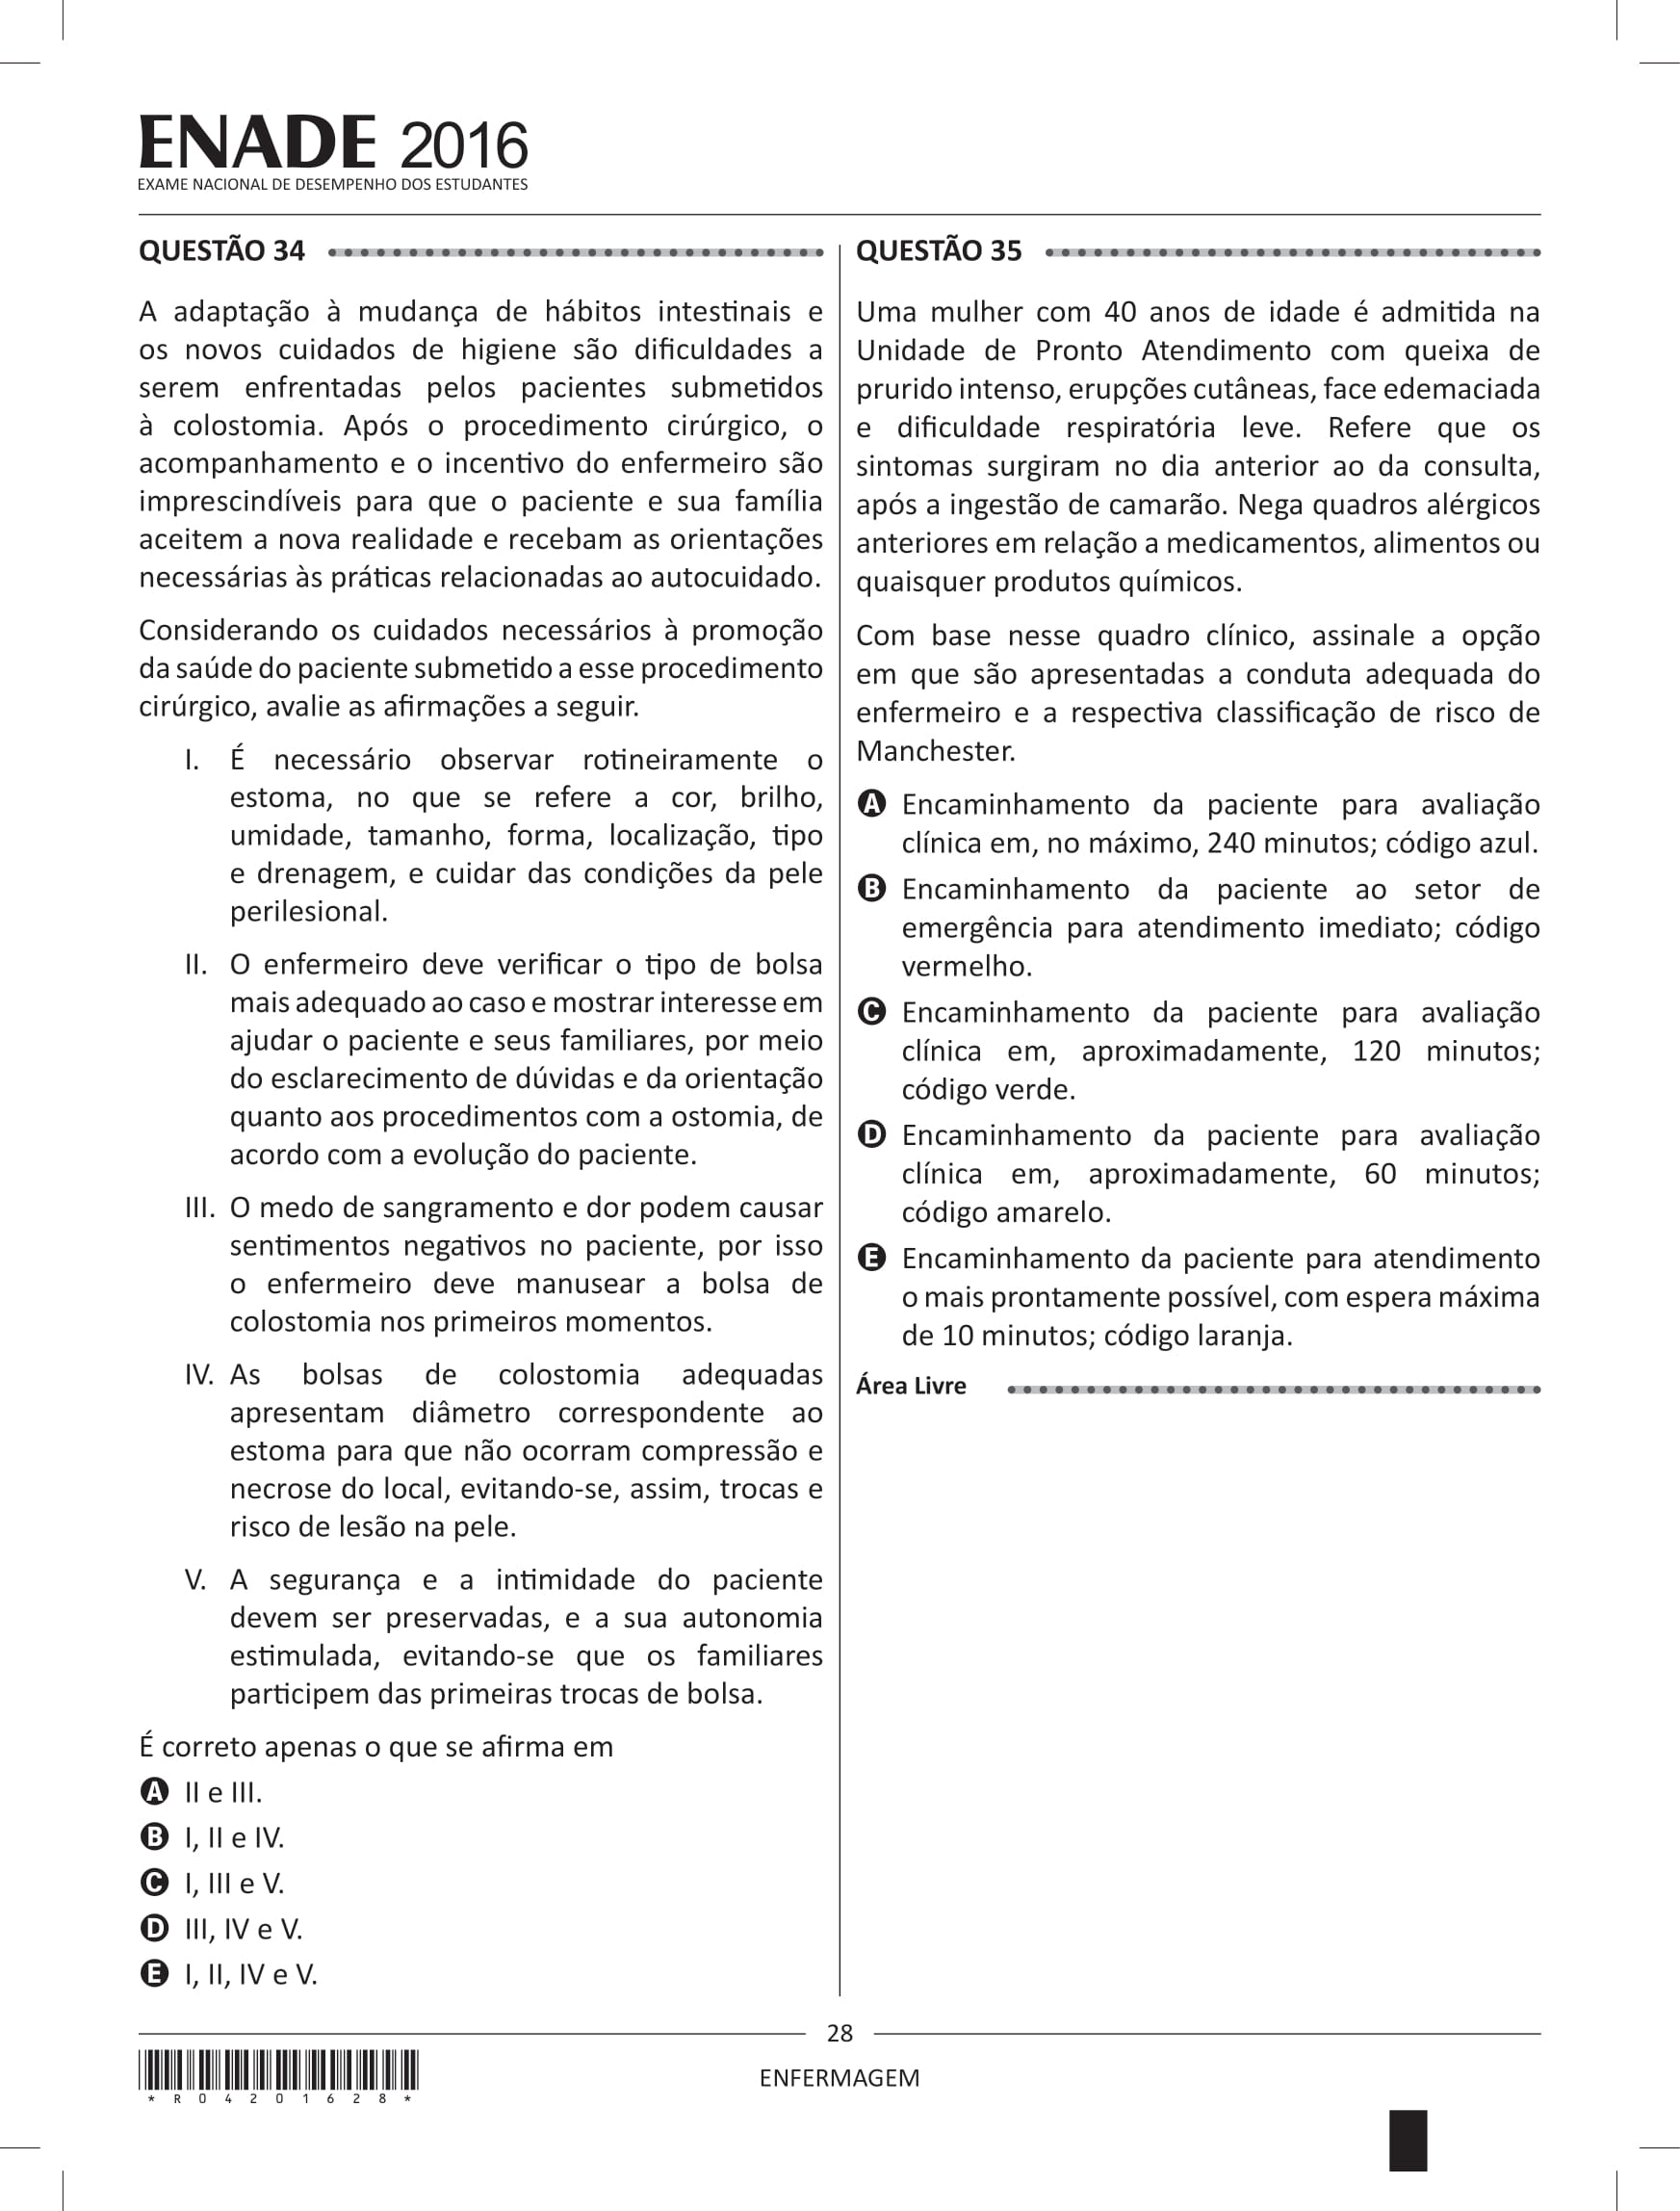 ENADE 2016
EXAME NACIONAL DE DESEMPENHO DOS ESTUDANTES
QUESTÃO 34
A adaptação à mudança de hábitos intestinais e
os novos cuidados de higiene são dificuldades a
serem enfrentadas pelos pacientes submetidos
à colostomia. Após o procedimento cirúrgico, o
acompanhamento e o incentivo do enfermeiro são
imprescindíveis para que o paciente e sua família
aceitem a nova realidade e recebam as orientações
necessárias às práticas relacionadas ao autocuidado.
Considerando os cuidados necessários à promoção
da saúde do paciente submetido a esse procedimento
cirúrgico, avalie as afirmações a seguir.
I. É necessário observar rotineiramente o
estoma, no que se refere a cor, brilho,
umidade, tamanho, forma, localização, tipo
e drenagem, e cuidar das condições da pele
perilesional.
II. O enfermeiro deve verificar o tipo de bolsa
mais adequado ao caso e mostrar interesse em
ajudar o paciente e seus familiares, por meio
do esclarecimento de dúvidas e da orientação
quanto aos procedimentos com a ostomia, de
acordo com a evolução do paciente.
III. O medo de sangramento e dor podem causar
sentimentos negativos no paciente, por isso
o enfermeiro deve manusear a bolsa de
colostomia nos primeiros momentos.
IV. As bolsas de colostomia adequadas
apresentam diâmetro correspondente ao
estoma para que não ocorram compressão e
necrose do local, evitando-se, assim, trocas e
risco de lesão na pele.
V. A segurança e a intimidade do paciente
devem ser preservadas, e a sua autonomia
estimulada, evitando-se que os familiares
participem das primeiras trocas de bolsa.
É correto apenas o que se afirma em
A II e III.
B I, II e IV.
C I, III e V.
D III, IV e V.
E I, II, IV e V.
QUESTÃO 35
Uma mulher com 40 anos de idade é admitida na
Unidade de Pronto Atendimento com queixa de
prurido intenso, erupções cutâneas, face edemaciada
e dificuldade respiratória leve. Refere que os
sintomas surgiram no dia anterior ao da consulta,
após a ingestão de camarão. Nega quadros alérgicos
anteriores em relação a medicamentos, alimentos ou
quaisquer produtos químicos.
Com base nesse quadro clínico, assinale a opção
em que são apresentadas a conduta adequada do
enfermeiro e a respectiva classificação de risco de
Manchester.
A Encaminhamento da paciente para avaliação
clínica em, no máximo, 240 minutos; código azul.
B Encaminhamento da paciente ao setor de
emergência para atendimento imediato; código
vermelho.
C Encaminhamento da paciente para avaliação
clínica em, aproximadamente, 120 minutos;
código verde.
D Encaminhamento da paciente para avaliação
clínica em, aproximadamente, 60 minutos;
código amarelo.
E Encaminhamento da paciente para atendimento
o mais prontamente possível, com espera máxima
de 10 minutos; código laranja.
Área Livre
28
ENFERMAGEM
* R 0 4 2 0 1 6 2 8 *